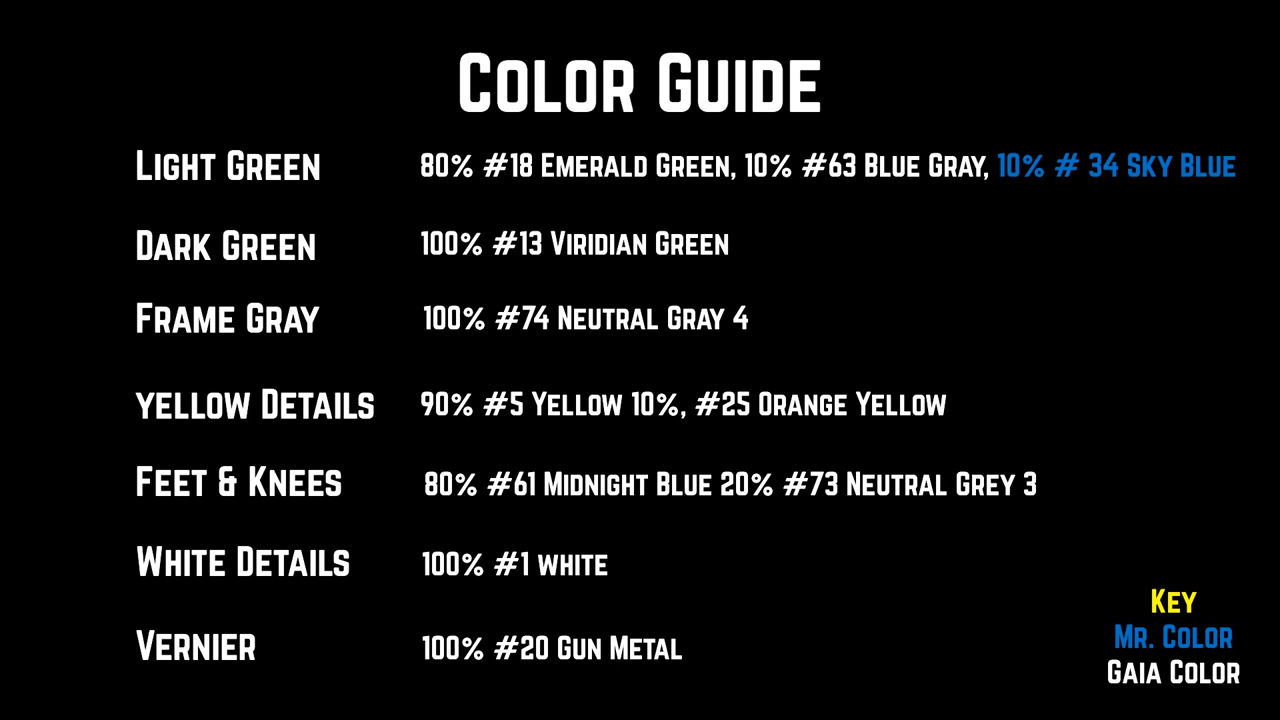 Color Guide
Light Green 80% #18 Emerald Green, 10% #63 Blue Gray, 10% # 34 Sky Blue
Dark Green 100% #13 Viridian Green
Frame Gray 100% #74 Neutral Gray 4
yellow Details 90% #5 Yellow 10%, #25 Orange Yellow
Feet & Knees 80% #61 Midnight Blue 20% #73 Neutral Grey 3
White Details 100% #1 white
Vernier 100% #20 Gun Metal
Key
Mr. Color
Gaia Color